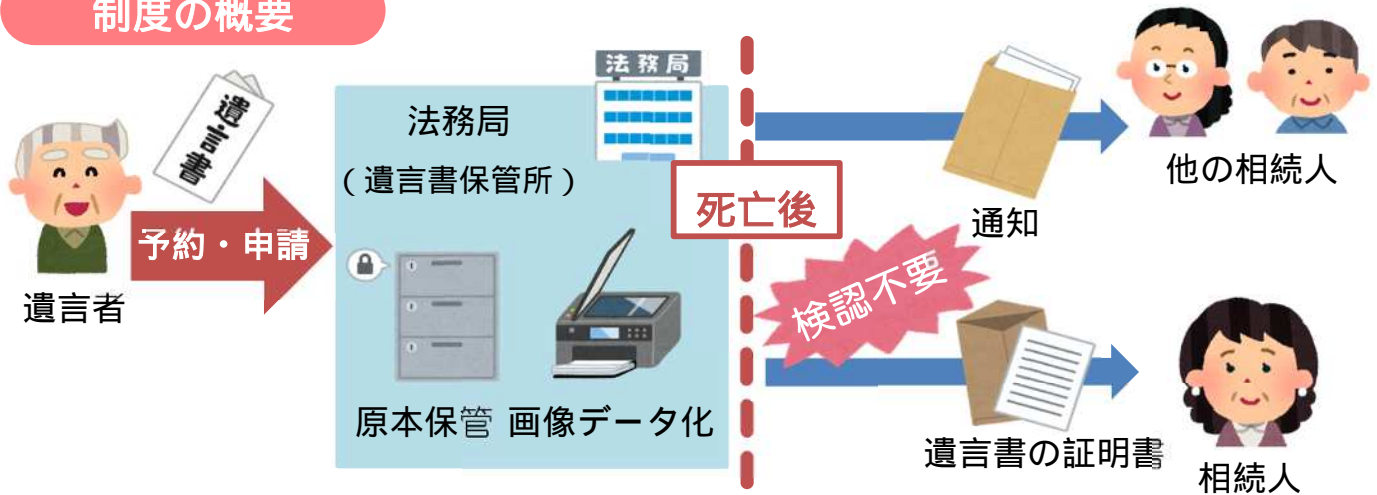 制度の概要
遺言書
予約・申請
遺言者
法務局
法務局
（遺言書保管所）
原本保管 画像データ化
死亡後
通知
他の相続人
検認不要
遺言書の証明書
相続人